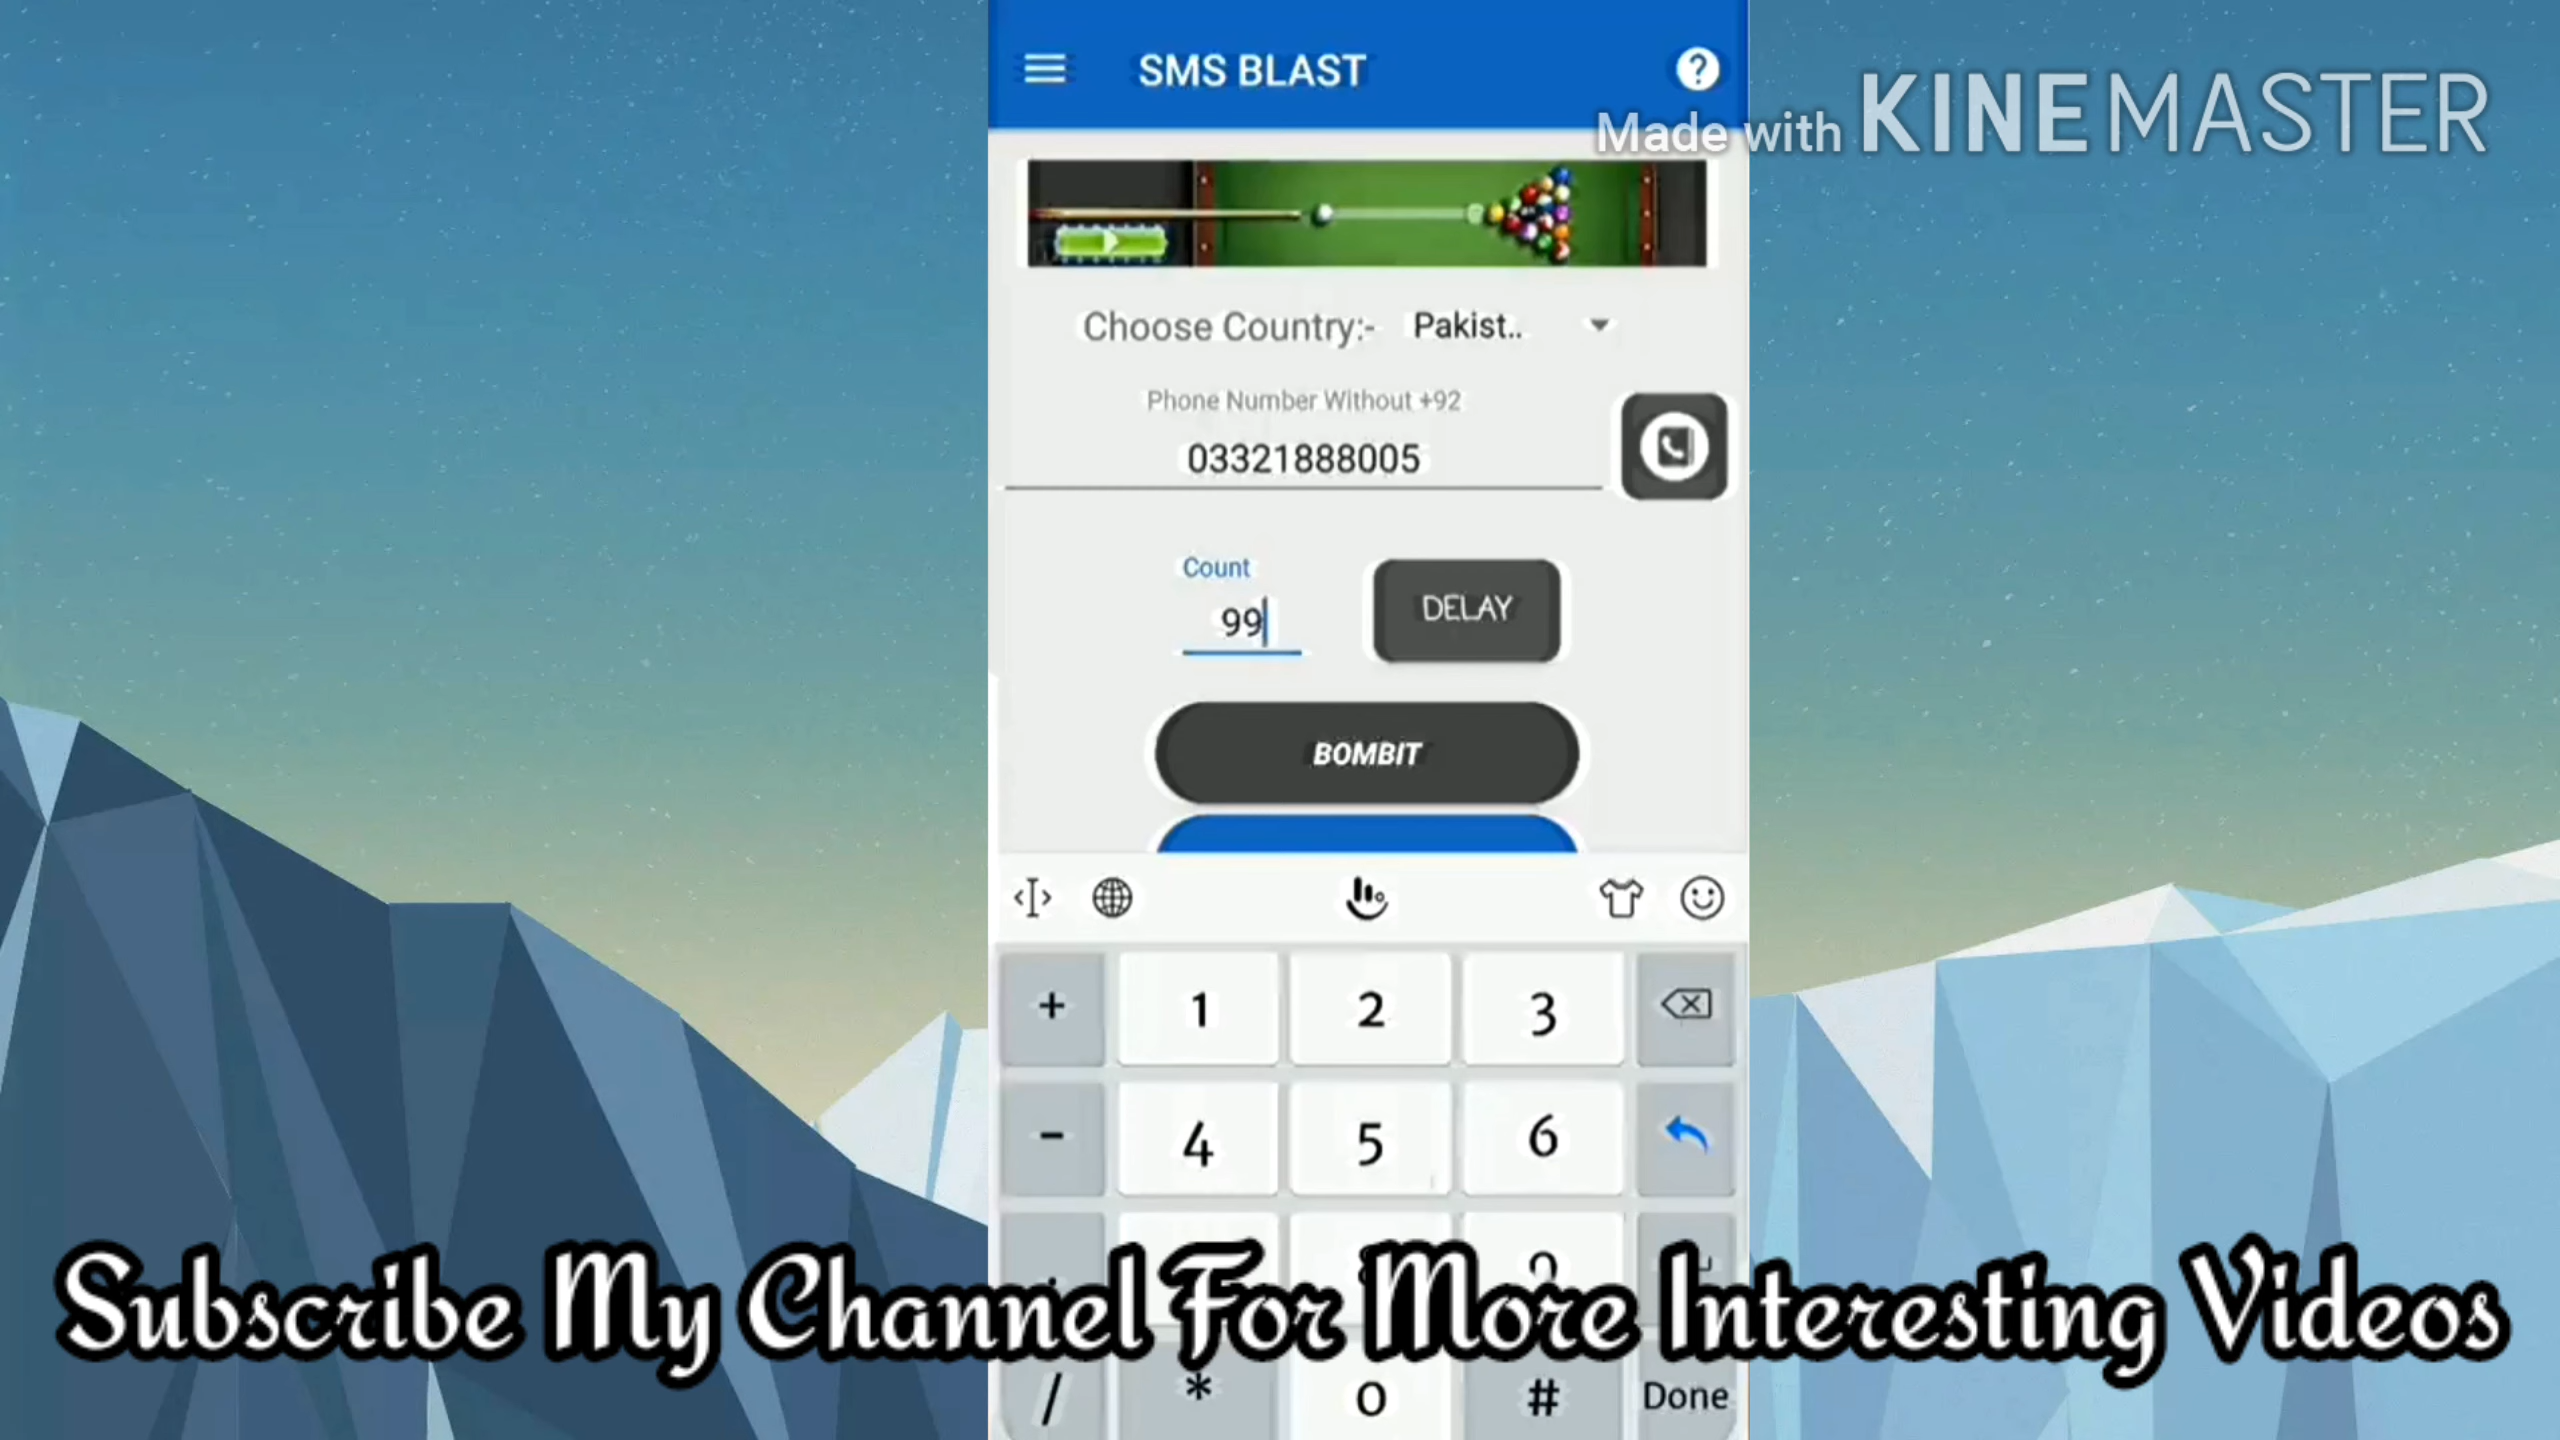 SMS BLAST
?
Made with KINEMASTER
Choose Country:- Pakist..
Phone Number Without +92
03321888005
Count
99
DELAY
BOMBIT
+ 1 2 3
- 4 5 6
Subscribe My Channel For More Interesting Videos
/ * 0 # Done